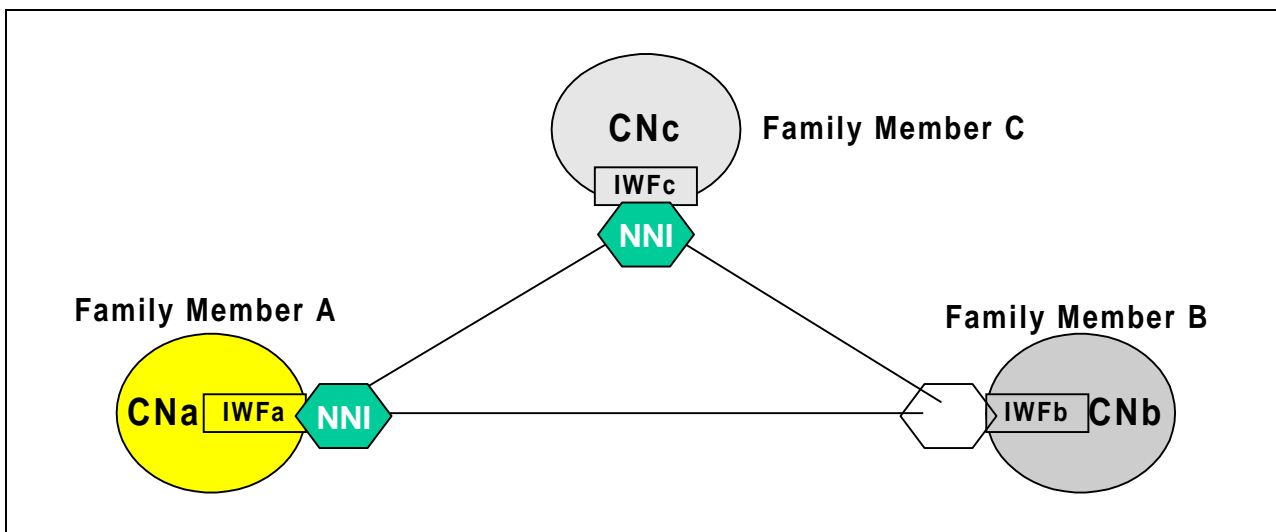 CNc
Family Member C
IWFc
NNI
Family Member A
Family Member B
CNa
IWFa
NNI
IWFb
CNb